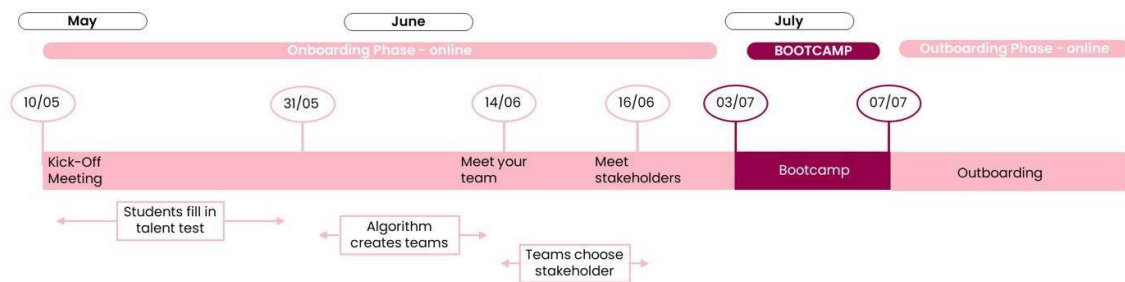 May
June
July
Onboarding Phase - online
BOOTCAMP
Outboarding Phase - online
10/05
31/05
14/06
16/06
03/07
07/07
Kick-Off
Meeting
Meet your
team
Meet
stakeholders
Bootcamp
Outboarding
Students fill in
talent test
Algorithm
creates teams
Teams choose
stakeholder